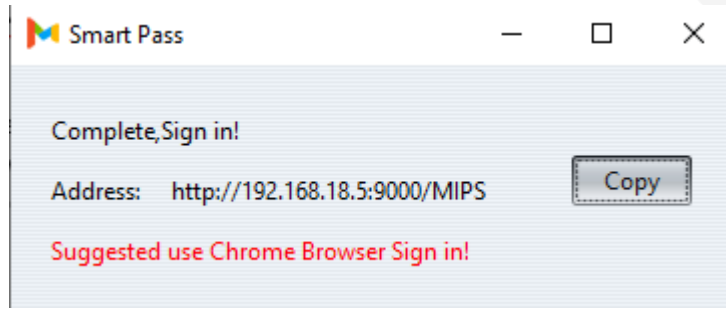 Smart Pass
Complete,Sign in!
Address: http://192.168.18.5:9000/MIPS
Copy
Suggested use Chrome Browser Sign in!